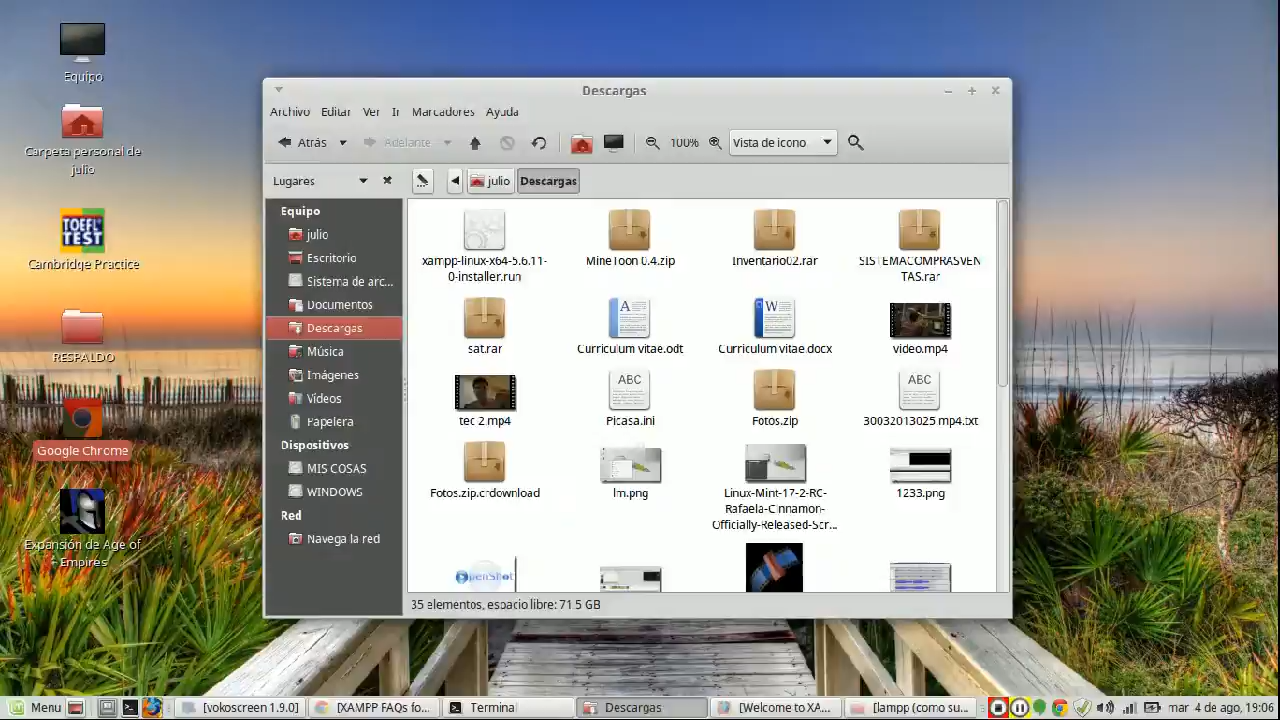 Equipo
Carpeta personal de
julio
TOEFL
TEST
Cambridge Practice
RESPALDO
Google Chrome
Expansión de Age of
Empires
Descargas
Archivo Editar Ver Ir Marcadores Ayuda
Atrás Adelante 100% Vista de icono
Lugares julio Descargas
Equipo
julio
Escritorio
Sistema de arc...
Documentos
Descargas
Música
Imágenes
Vídeos
Papelera
Dispositivos
MIS COSAS
WINDOWS
Red
Navega la red
xampp-linux-x64-5.6.11-
0-installer.run
MineToon 0.4.zip
Inventario02.rar
SISTEMACOMPRASVEN
TAS.rar
sat.rar
A
Curriculum vitae.odt
W
Curriculum vitae.docx
video.mp4
tec 2.mp4
ABC
Picasa.ini
Fotos.zip
ABC
30032013025 mp4.txt
Fotos.zip.crdownload
lm.png
Linux-Mint-17-2-RC-
Rafaela-Cinnamon-
Officially-Released-Scr...
1233.png
OpenShot
35 elementos, espacio libre: 71.5 GB
Menu [vokoscreen 1.9.0] [XAMPP FAQs fo... Terminal Descargas [Welcome to XA... [lampp (como su... mar 4 de ago, 19:06